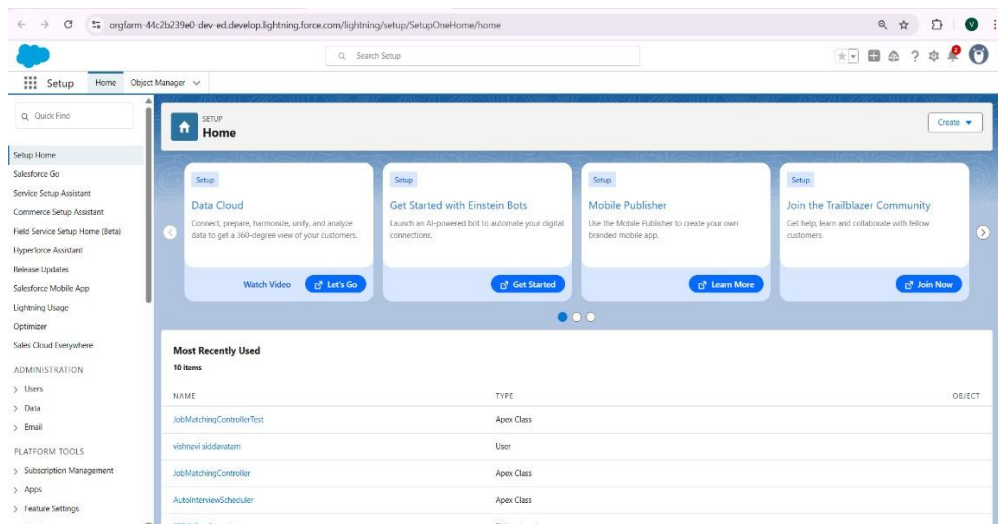 orgfarm-44c2b239e0-dev-ed.develop.lightning.force.com/lightning/setup/SetupOneHome/home
V
Search Setup
Setup Home Object Manager
Quick Find
Setup Home
Salesforce Go
Service Setup Assistant
Commerce Setup Assistant
Field Service Setup Home (Beta)
Hyperforce Assistant
Release Updates
Salesforce Mobile App
Lightning Usage
Optimizer
Sales Cloud Everywhere
ADMINISTRATION
Users
Data
Email
PLATFORM TOOLS
Subscription Management
Apps
Feature Settings
SETUP
Home
Create
Setup
Data Cloud
Connect, prepare, harmonize, unify, and analyze
data to get a 360-degree view of your customers.
Watch Video Let's Go
Setup
Get Started with Einstein Bots
Launch an AI-powered bot to automate your digital
connections.
Get Started
Setup
Mobile Publisher
Use the Mobile Publisher to create your own
branded mobile app.
Learn More
Setup
Join the Trailblazer Community
Get help, learn and collaborate with fellow
customers.
Join Now
Most Recently Used
10 items
NAME TYPE OBJECT
JobMatchingControllerTest Apex Class
vishnavi siddavatam User
JobMatchingController Apex Class
AutoInterviewScheduler Apex Class